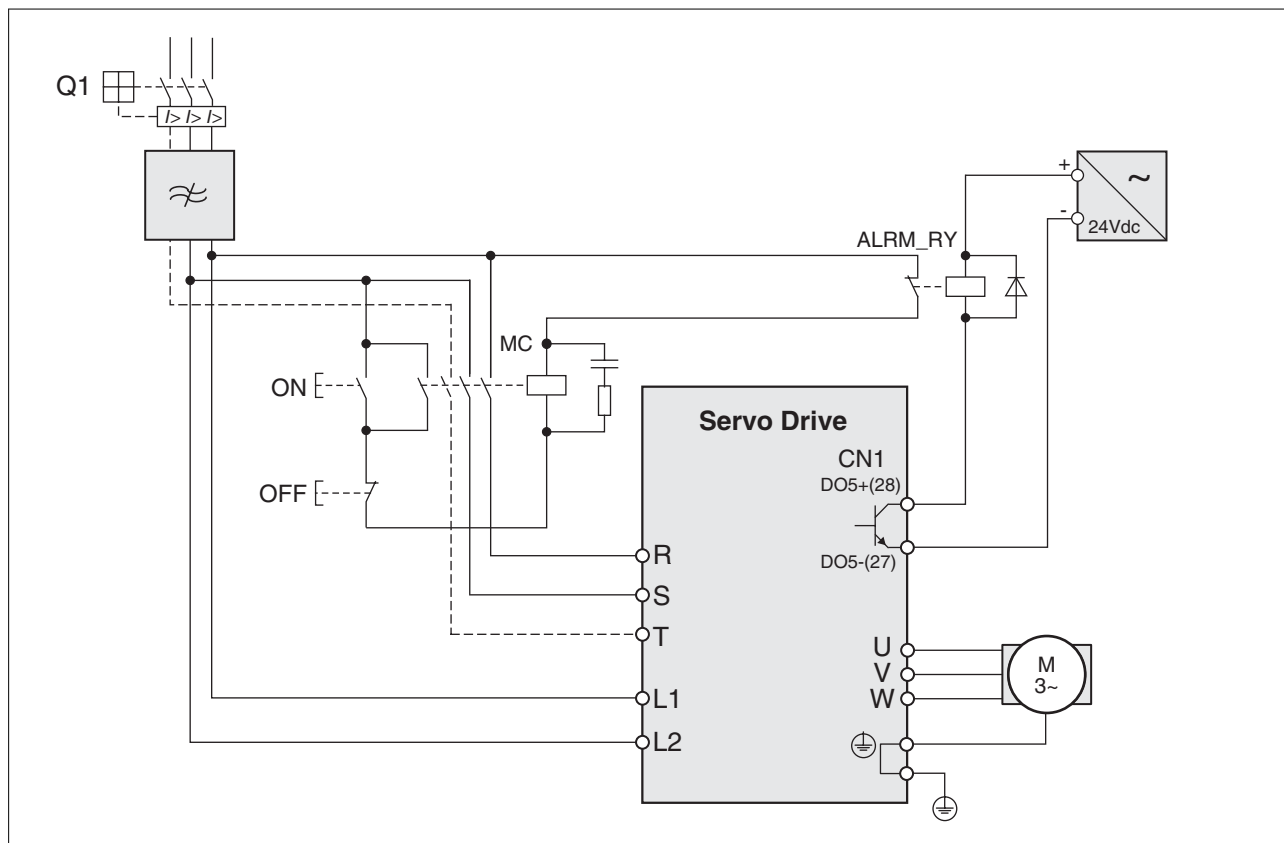 Q1
I> I> I>
+
~
-
24Vdc
ALRM_RY
MC
ON
Servo Drive
CN1
DO5+(28)
OFF
DO5-(27)
R
S
T
U
V
W
M
3~
L1
L2